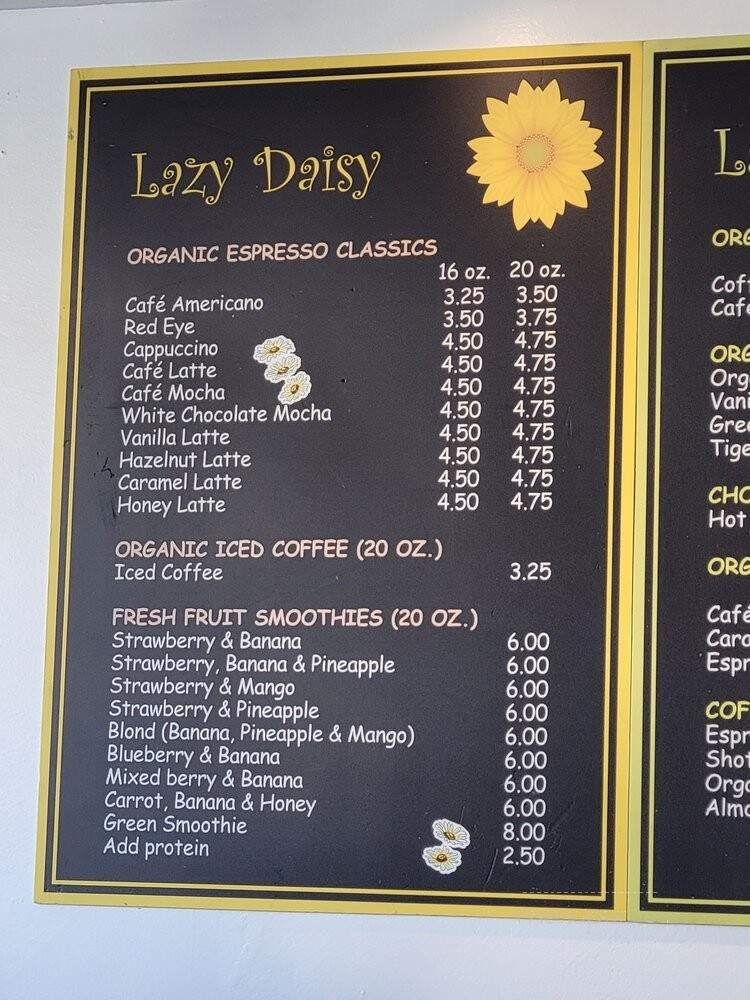 Lazy Daisy
ORGANIC ESPRESSO CLASSICS
16 oz. 20 oz.
Café Americano 3.25 3.50
Red Eye 3.50 3.75
Cappuccino 4.50 4.75
Café Latte 4.50 4.75
Café Mocha 4.50 4.75
White Chocolate Mocha 4.50 4.75
Vanilla Latte 4.50 4.75
Hazelnut Latte 4.50 4.75
Caramel Latte 4.50 4.75
Honey Latte 4.50 4.75
ORGANIC ICED COFFEE (20 OZ.)
Iced Coffee 3.25
FRESH FRUIT SMOOTHIES (20 OZ.)
Strawberry & Banana 6.00
Strawberry, Banana & Pineapple 6.00
Strawberry & Mango 6.00
Strawberry & Pineapple 6.00
Blond (Banana, Pineapple & Mango) 6.00
Blueberry & Banana 6.00
Mixed berry & Banana 6.00
Carrot, Banana & Honey 6.00
Green Smoothie 8.00
Add protein 2.50
Hot